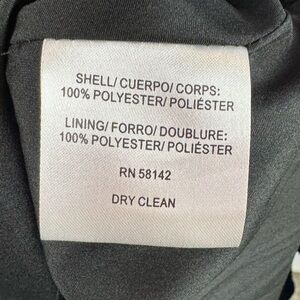 SHELL/ CUERPO/ CORPS:
100% POLYESTER/ POLIÉSTER
LINING/ FORRO/ DOUBLURE:
100% POLYESTER/ POLIÉSTER
RN 58142
DRY CLEAN